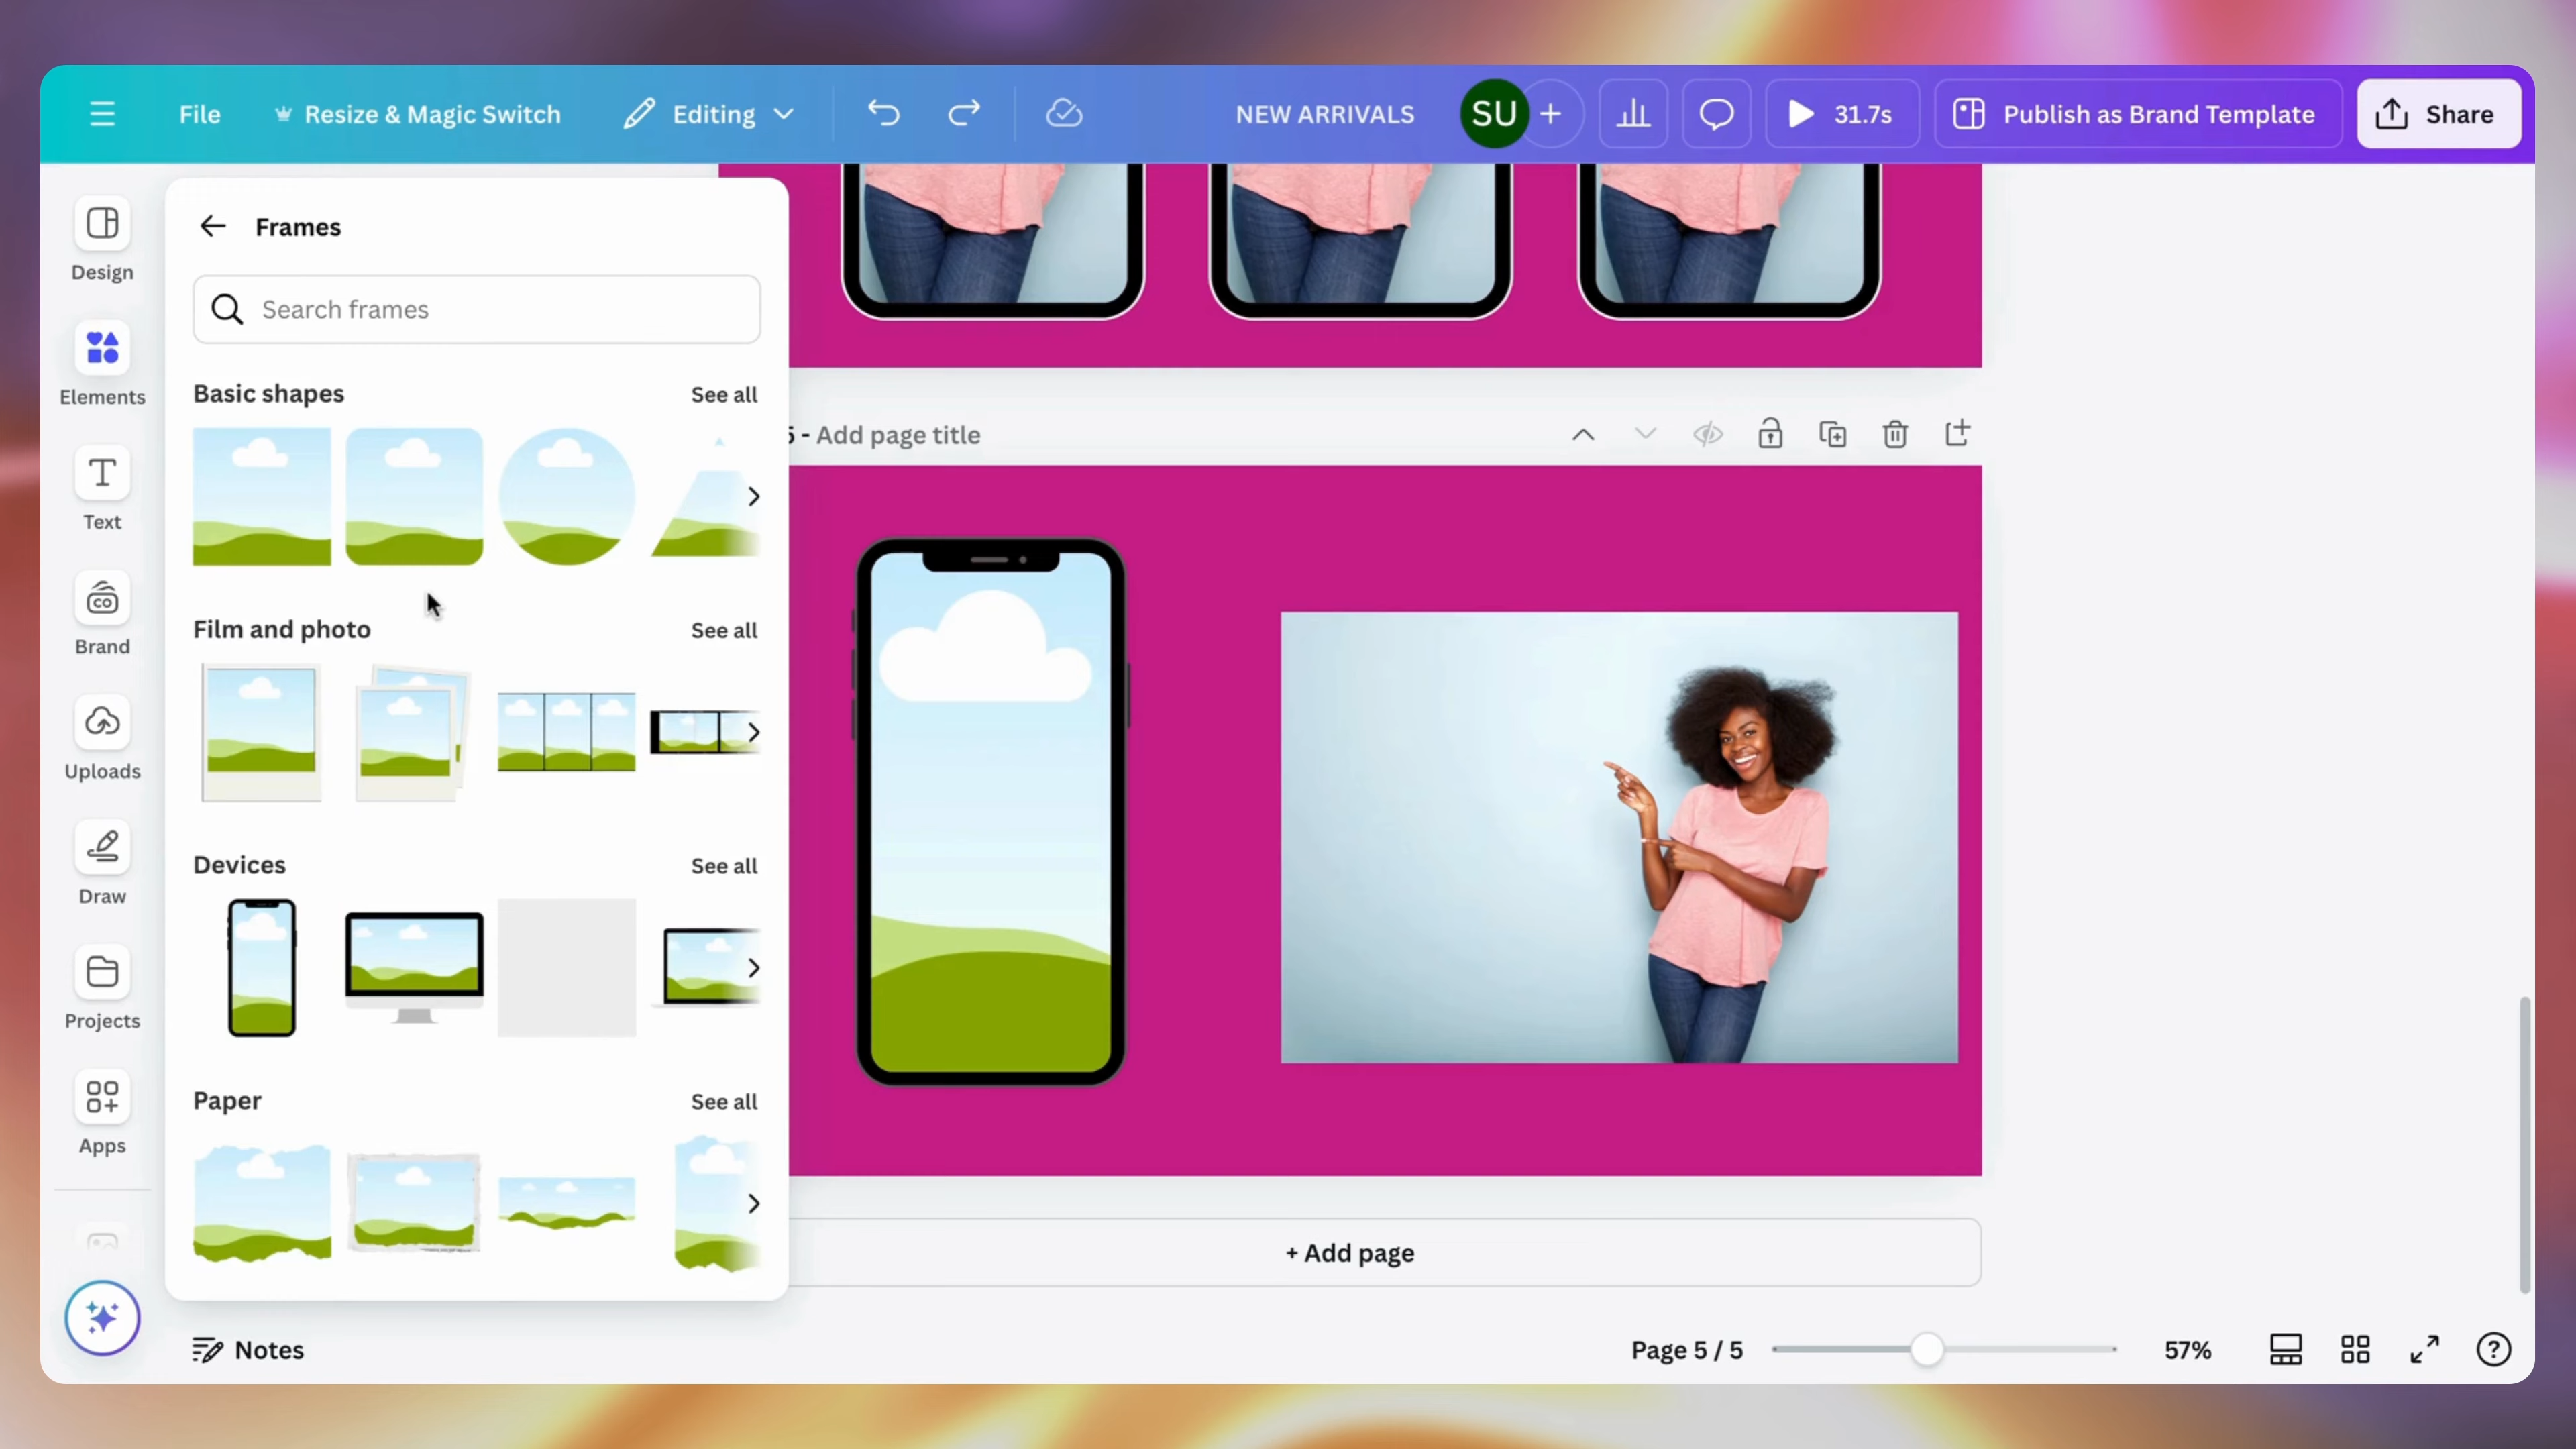 File
Resize & Magic Switch
Editing
NEW ARRIVALS
SU
31.7s
Publish as Brand Template
Share
Design
Elements
Text
Brand
Uploads
Draw
Projects
Apps
Frames
Search frames
Basic shapes
See all
Film and photo
See all
Devices
See all
Paper
See all
5 - Add page title
+ Add page
Notes
Page 5 / 5
57%